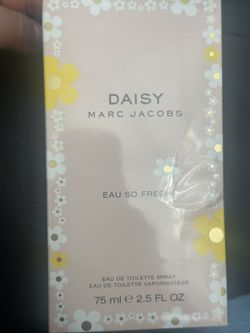 DAISY
MARC JACOBS
EAU SO FRESH
EAU DE TOILETTE SPRAY
EAU DE TOILETTE VAPORISATEUR
75 ml ℮ 2.5 FL OZ